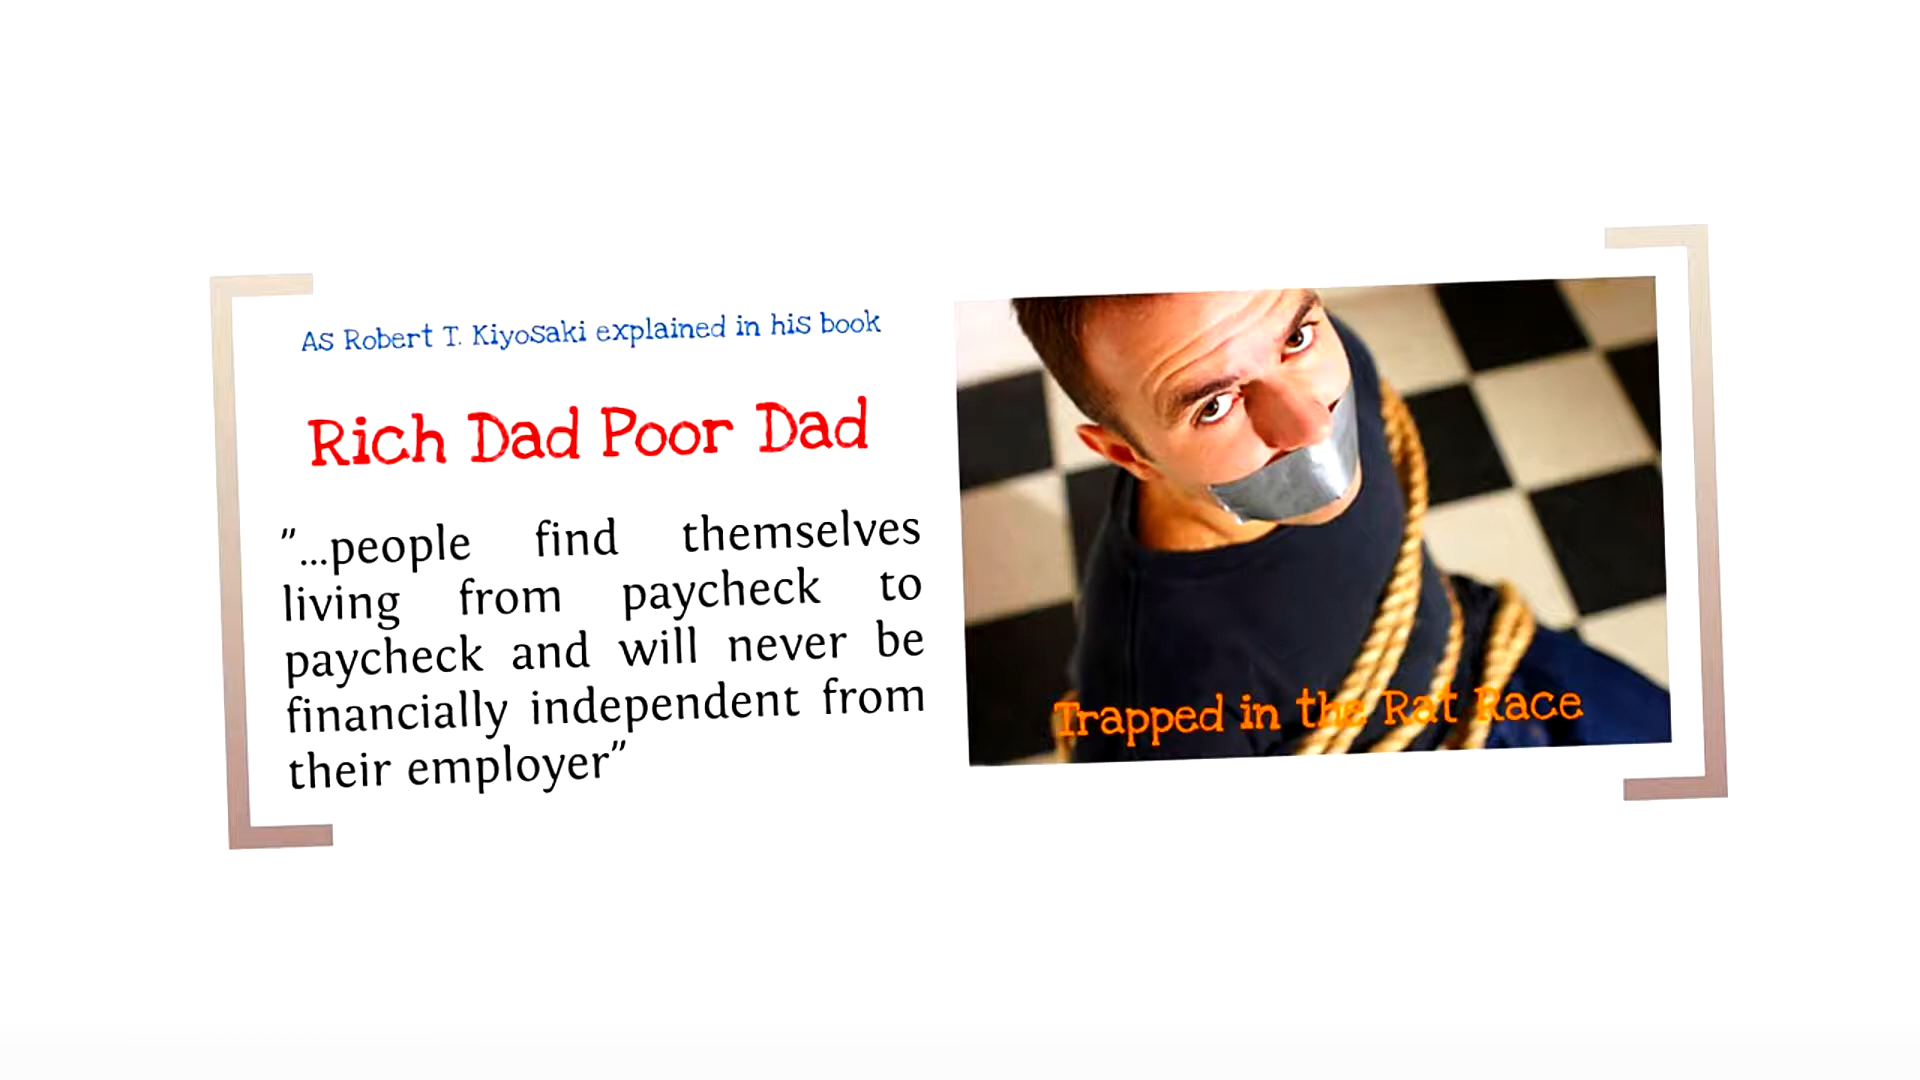 As Robert T. Kiyosaki explained in his book
Rich Dad Poor Dad
"...people find themselves
living from paycheck to
paycheck and will never be
financially independent from
their employer"
Trapped in the Rat Race